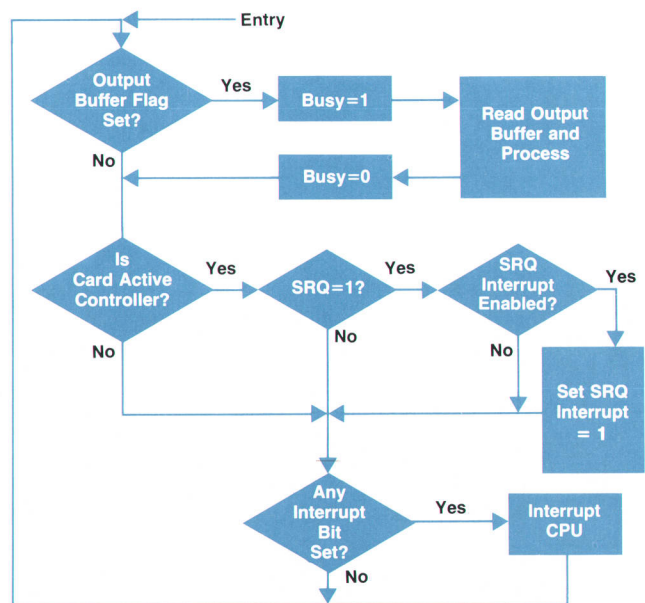 Entry
Output
Buffer Flag
Set?
Yes
Busy=1
Read Output
Buffer and
Process
No
Busy=0
Is
Card Active
Controller?
Yes
SRQ=1?
Yes
SRQ
Interrupt
Enabled?
Yes
No
No
No
Set SRQ
Interrupt
= 1
Any
Interrupt
Bit
Set?
Yes
Interrupt
CPU
No